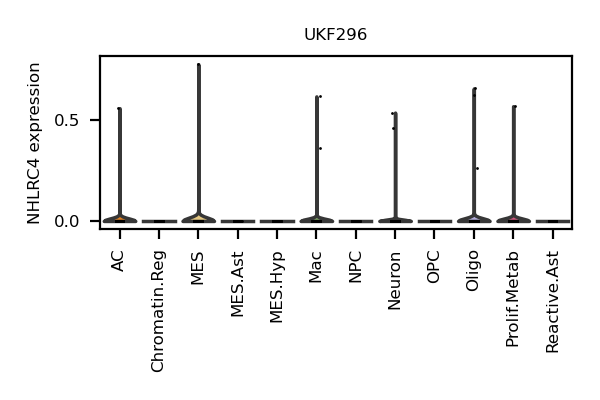 UKF296
NHLRC4 expression
0.5
0.0
AC
Chromatin.Reg
MES
MES.Ast
MES.Hyp
Mac
NPC
Neuron
OPC
Oligo
Prolif.Metab
Reactive.Ast